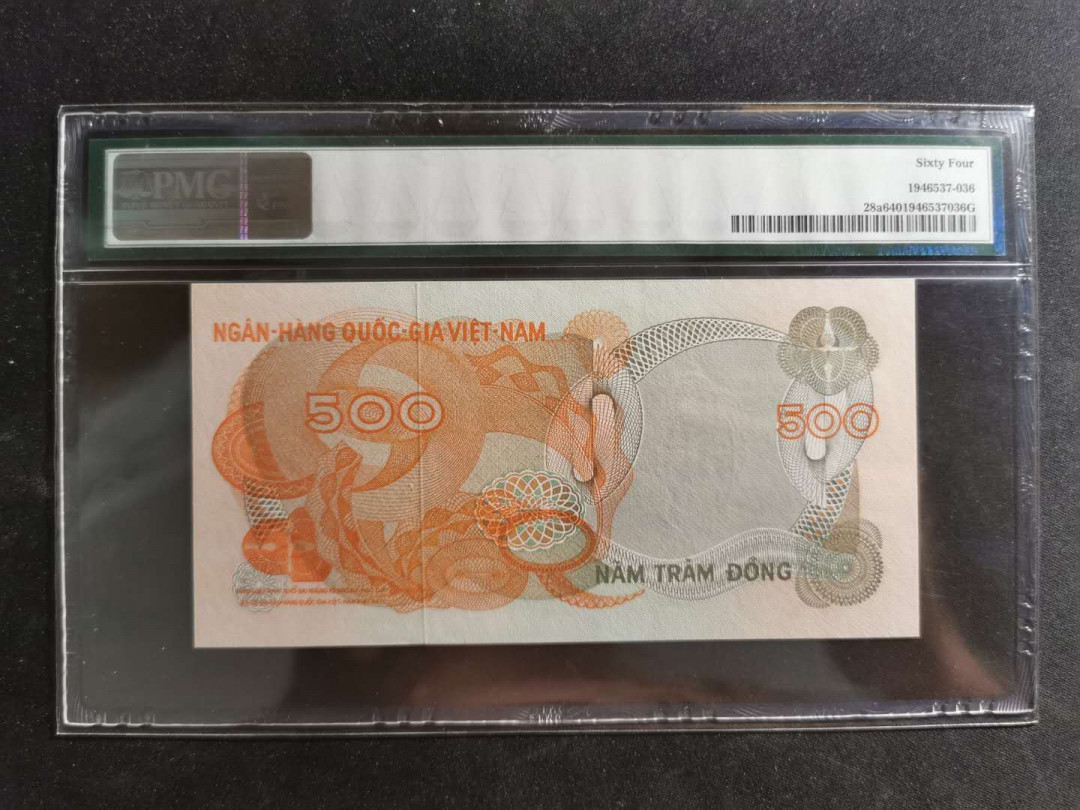 PMG
Sixty Four
1946537-036
28a6401946537036G
NGÂN-HÀNG QUỐC-GIA VIỆT-NAM
500
500
NĂM TRĂM ĐỒNG